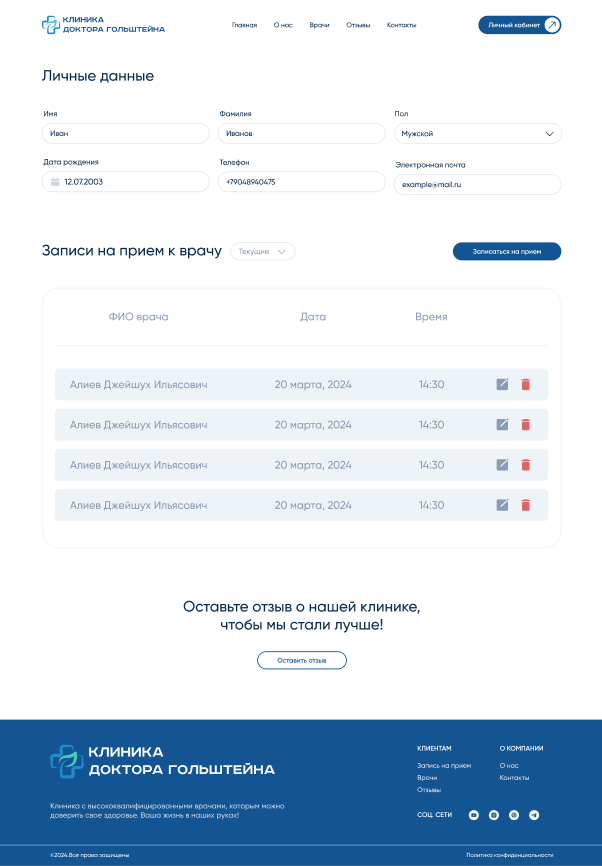 КЛИНИКА
ДОКТОРА ГОЛЬШТЕЙНА
Главная О нас Врачи Отзывы Контакты
Личный кабинет
Личные данные
Имя Фамилия Пол
Иван Иванов Мужской
Дата рождения Телефон Электронная почта
12.07.2003 +79048940475 example@mail.ru
Записи на прием к врачу Текущие Записаться на прием
ФИО врача Дата Время
Алиев Джейшух Ильясович 20 марта, 2024 14:30
Алиев Джейшух Ильясович 20 марта, 2024 14:30
Алиев Джейшух Ильясович 20 марта, 2024 14:30
Алиев Джейшух Ильясович 20 марта, 2024 14:30
Оставьте отзыв о нашей клинике,
чтобы мы стали лучше!
Оставить отзыв
КЛИНИКА
ДОКТОРА ГОЛЬШТЕЙНА
Клиника с высококвалифицированными врачами, которым можно
доверить свое здоровье. Ваша жизнь в наших руках!
КЛИЕНТАМ О КОМПАНИИ
Запись на прием О нас
Врачи Контакты
Отзывы
СОЦ. СЕТИ
©2024.Все права защищены Политика конфиденциальности